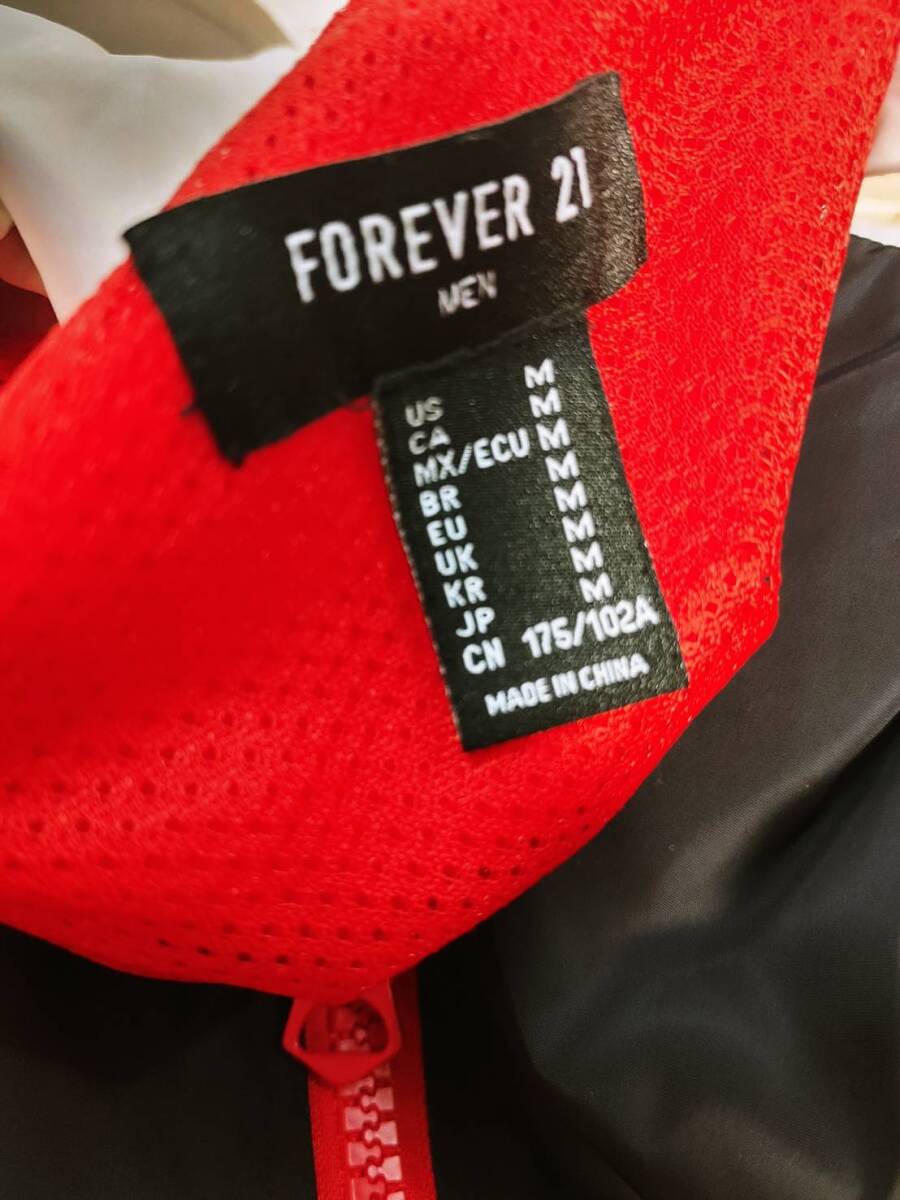 FOREVER 21
MEN
US M
CA M
MX/ECU M
BR M
EU M
UK M
KR M
JP M
CN 175/102A
MADE IN CHINA